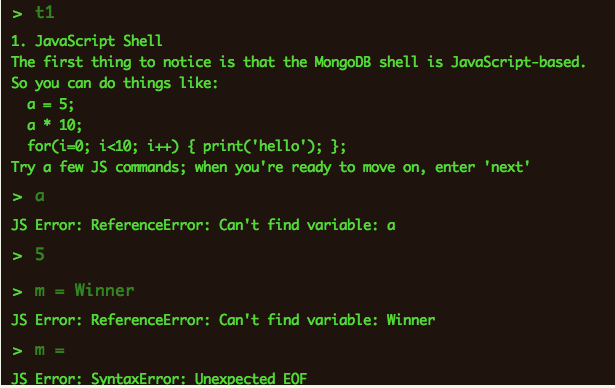 > t1
1. JavaScript Shell
The first thing to notice is that the MongoDB shell is JavaScript-based.
So you can do things like:
  a = 5;
  a * 10;
  for(i=0; i<10; i++) { print('hello'); };
Try a few JS commands; when you're ready to move on, enter 'next'
> a
JS Error: ReferenceError: Can't find variable: a
> 5
> m = Winner
JS Error: ReferenceError: Can't find variable: Winner
> m =
JS Error: SyntaxError: Unexpected EOF